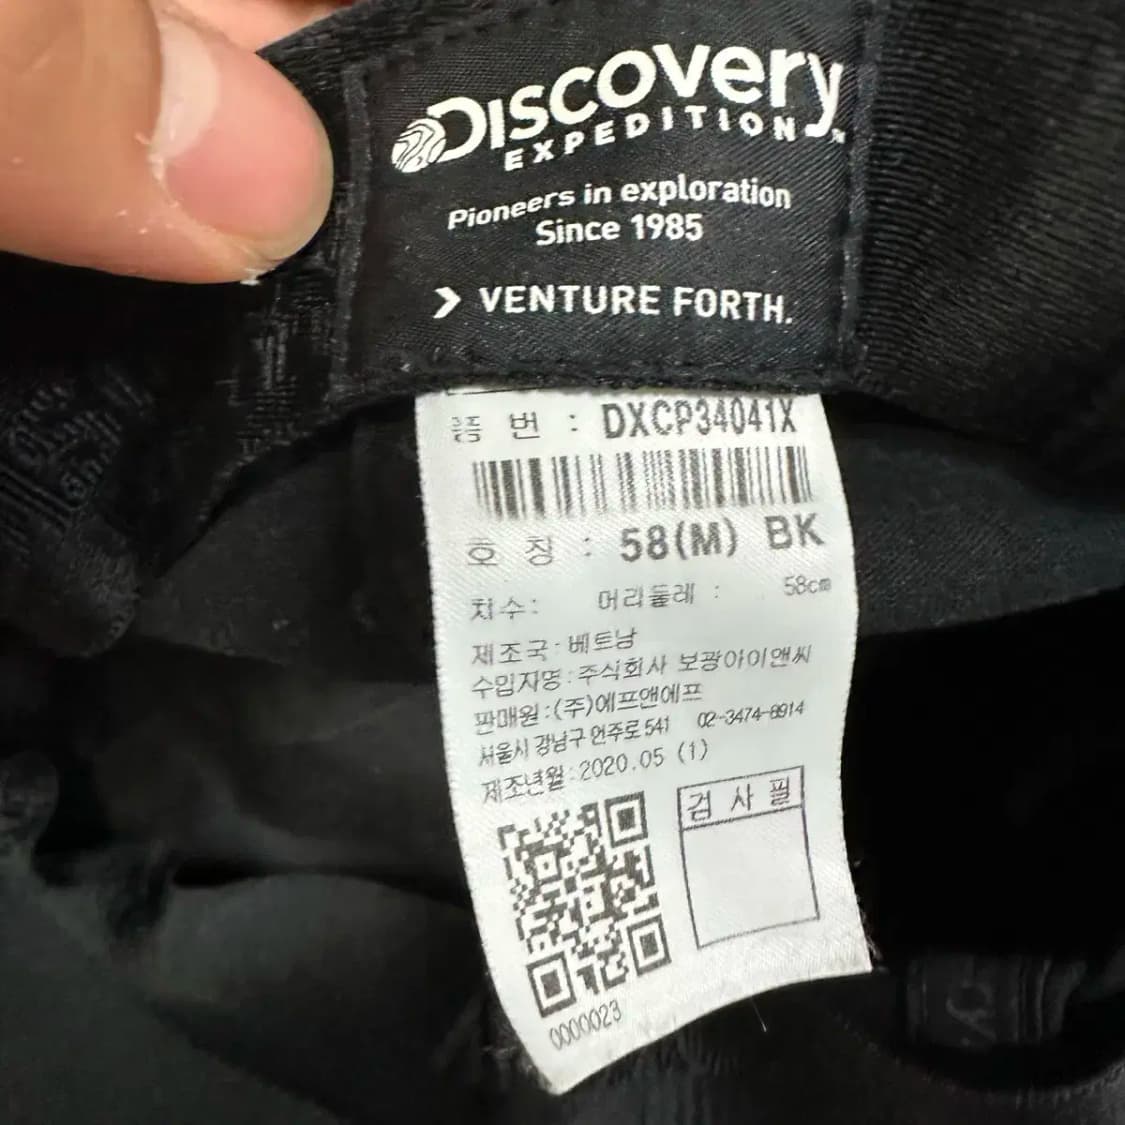 Discovery
EXPEDITION
Pioneers in exploration
Since 1985
VENTURE FORTH.
품 번 : DXCP34041X
호 칭 : 58(M) BK
치수: 머리둘레 : 58cm
제조국:베트남
수입자명:주식회사 보광아이앤씨
판매원:(주)에프앤에프
서울시 강남구 언주로541 02-3474-8914
제조년월:2020.05 (1)
검 사 필
0000023